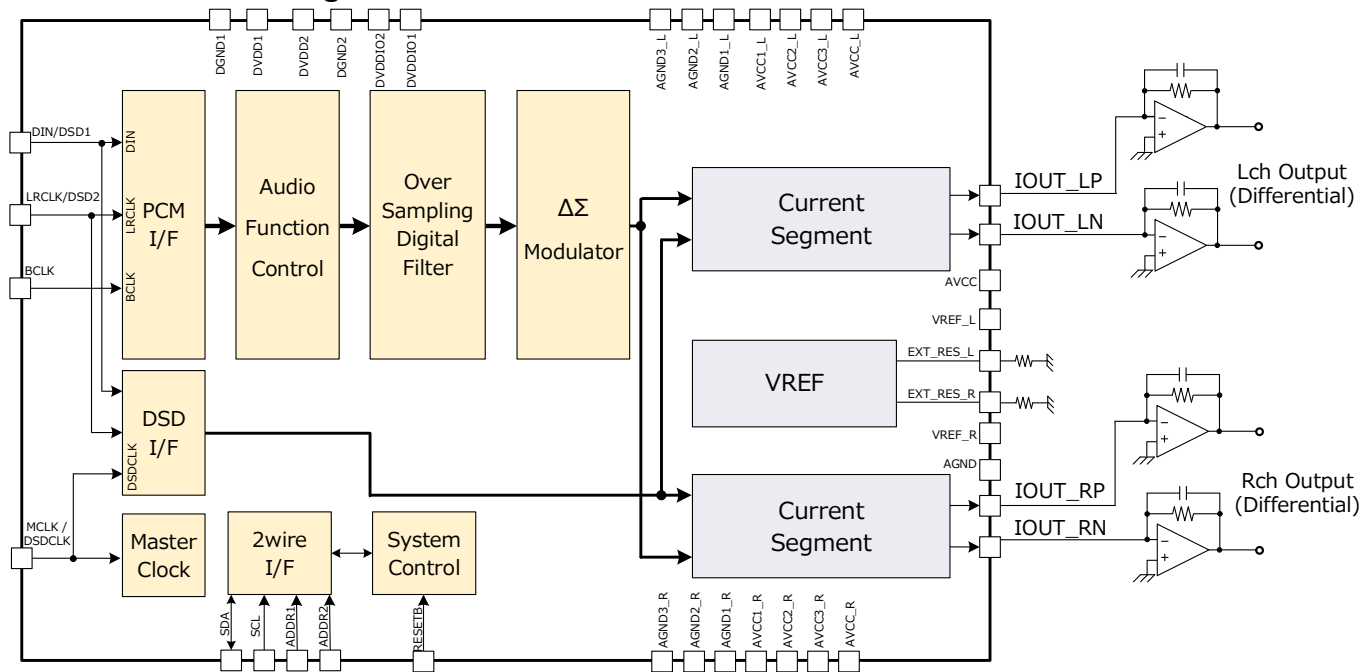 DGND1
DVDD1
DVDD2
DGND2
DVDDIO2
DVDDIO1
AGND3_L
AGND2_L
AGND1_L
AVCC1_L
AVCC2_L
AVCC3_L
AVCC_L
DIN/DSD1
LRCLK/DSD2
BCLK
DIN
LRCLK
BCLK
PCM
I/F
Audio
Function
Control
Over
Sampling
Digital
Filter
ΔΣ
Modulator
Current
Segment
IOUT_LP
IOUT_LN
Lch Output
(Differential)
AVCC
VREF_L
VREF
EXT_RES_L
EXT_RES_R
VREF_R
AGND
DSD
I/F
DSDCLK
MCLK /
DSDCLK
Master
Clock
2wire
I/F
System
Control
Current
Segment
IOUT_RP
IOUT_RN
Rch Output
(Differential)
SDA
SCL
ADDR1
ADDR2
RESETB
AGND3_R
AGND2_R
AGND1_R
AVCC1_R
AVCC2_R
AVCC3_R
AVCC_R